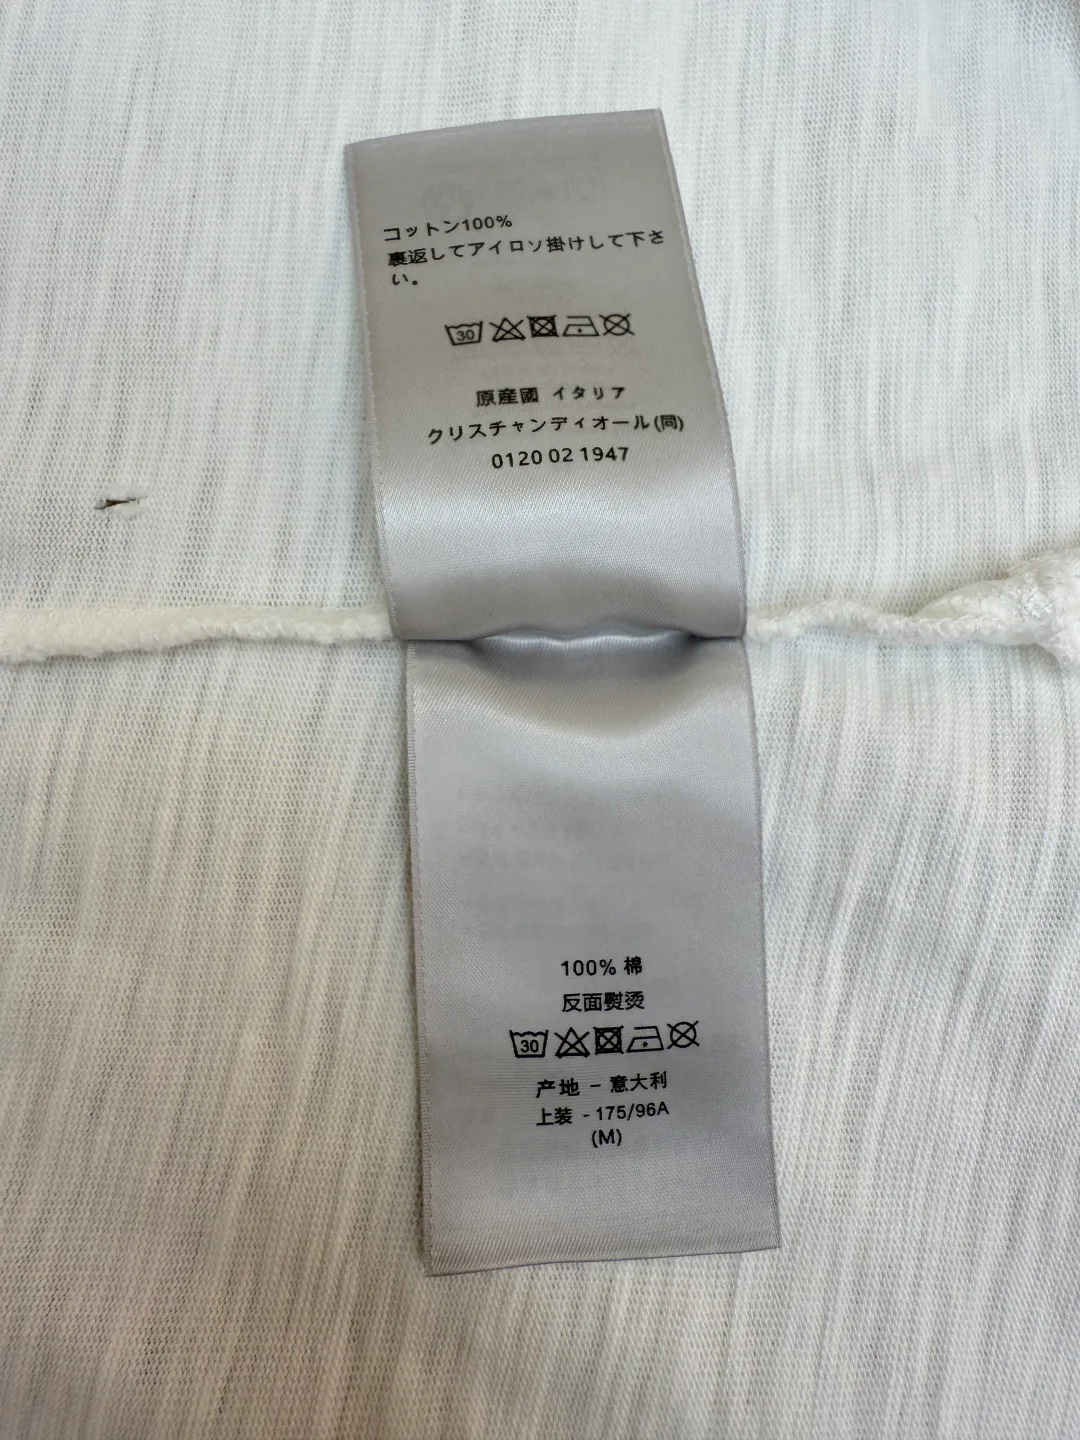 コットン100%
裏返してアイロソ掛けして下さ
い。
30
原産國 イタリア
クリスチャンディオール(同)
0120 02 1947
100% 棉
反面熨烫
30
产地 - 意大利
上装 - 175/96A
(M)